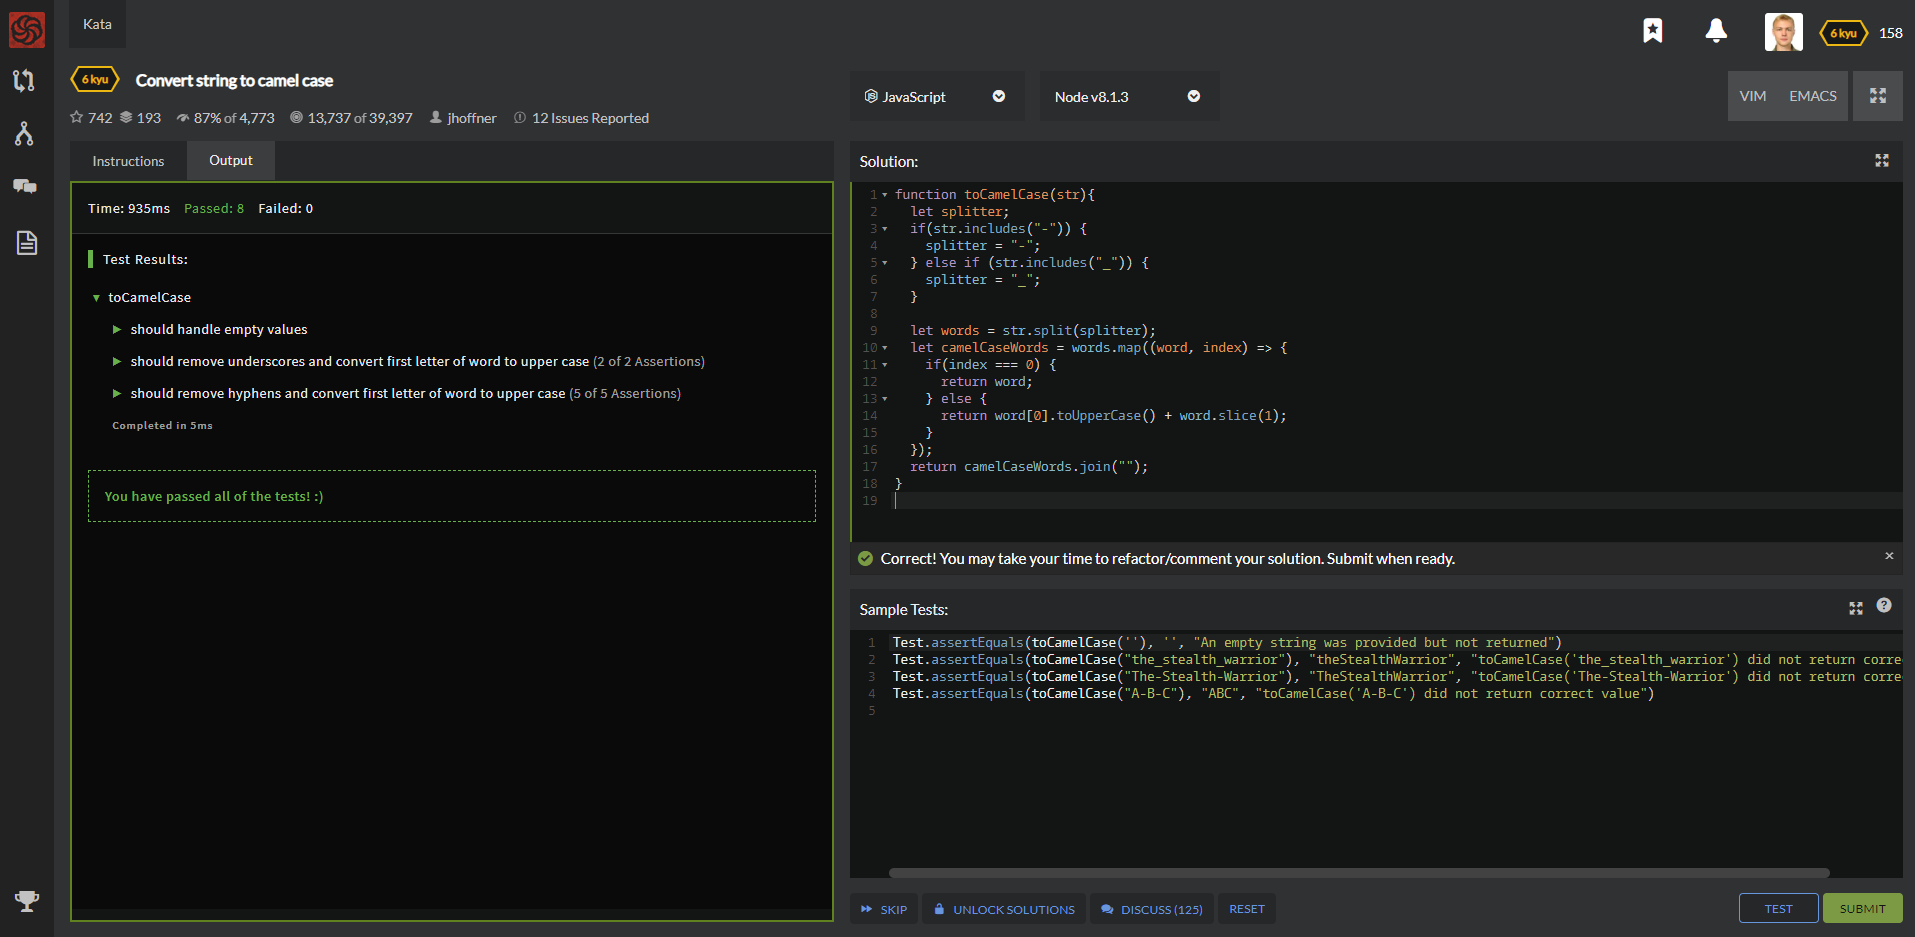 Kata
6 kyu
158
6 kyu Convert string to camel case
742 193 87% of 4,773 13,737 of 39,397 jhoffner 12 Issues Reported
JavaScript
Node v8.1.3
VIM EMACS
Instructions Output
Time: 935ms Passed: 8 Failed: 0
Test Results:
toCamelCase
should handle empty values
should remove underscores and convert first letter of word to upper case (2 of 2 Assertions)
should remove hyphens and convert first letter of word to upper case (5 of 5 Assertions)
Completed in 5ms
You have passed all of the tests! :)
Solution:
1 function toCamelCase(str){
2 let splitter;
3 if(str.includes("-")) {
4 splitter = "-";
5 } else if (str.includes("_")) {
6 splitter = "_";
7 }
8
9 let words = str.split(splitter);
10 let camelCaseWords = words.map((word, index) => {
11 if(index === 0) {
12 return word;
13 } else {
14 return word[0].toUpperCase() + word.slice(1);
15 }
16 });
17 return camelCaseWords.join("");
18 }
19
Correct! You may take your time to refactor/comment your solution. Submit when ready.
Sample Tests:
1 Test.assertEquals(toCamelCase(''), '', "An empty string was provided but not returned")
2 Test.assertEquals(toCamelCase("the_stealth_warrior"), "theStealthWarrior", "toCamelCase('the_stealth_warrior') did not return corre
3 Test.assertEquals(toCamelCase("The-Stealth-Warrior"), "TheStealthWarrior", "toCamelCase('The-Stealth-Warrior') did not return corre
4 Test.assertEquals(toCamelCase("A-B-C"), "ABC", "toCamelCase('A-B-C') did not return correct value")
5
SKIP UNLOCK SOLUTIONS DISCUSS (125) RESET TEST SUBMIT